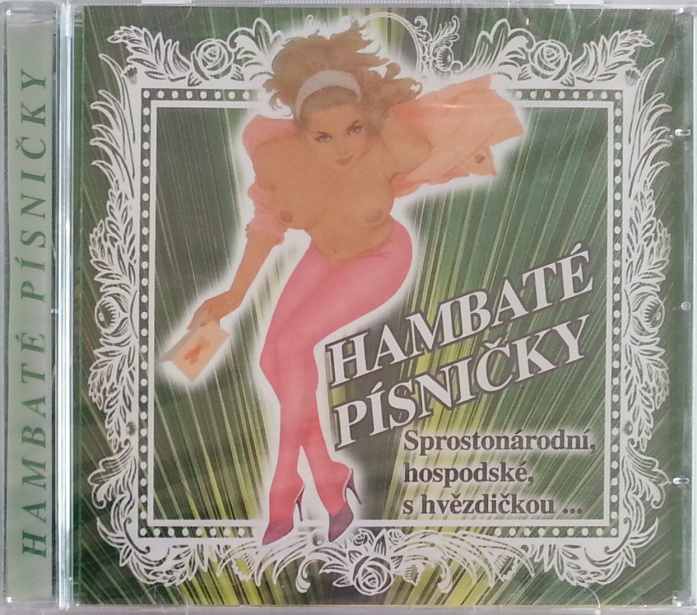 HAMBATÉ PÍSNIČKY
HAMBATÉ
PÍSNIČKY
Sprostonárodní,
hospodské,
s hvězdičkou ...